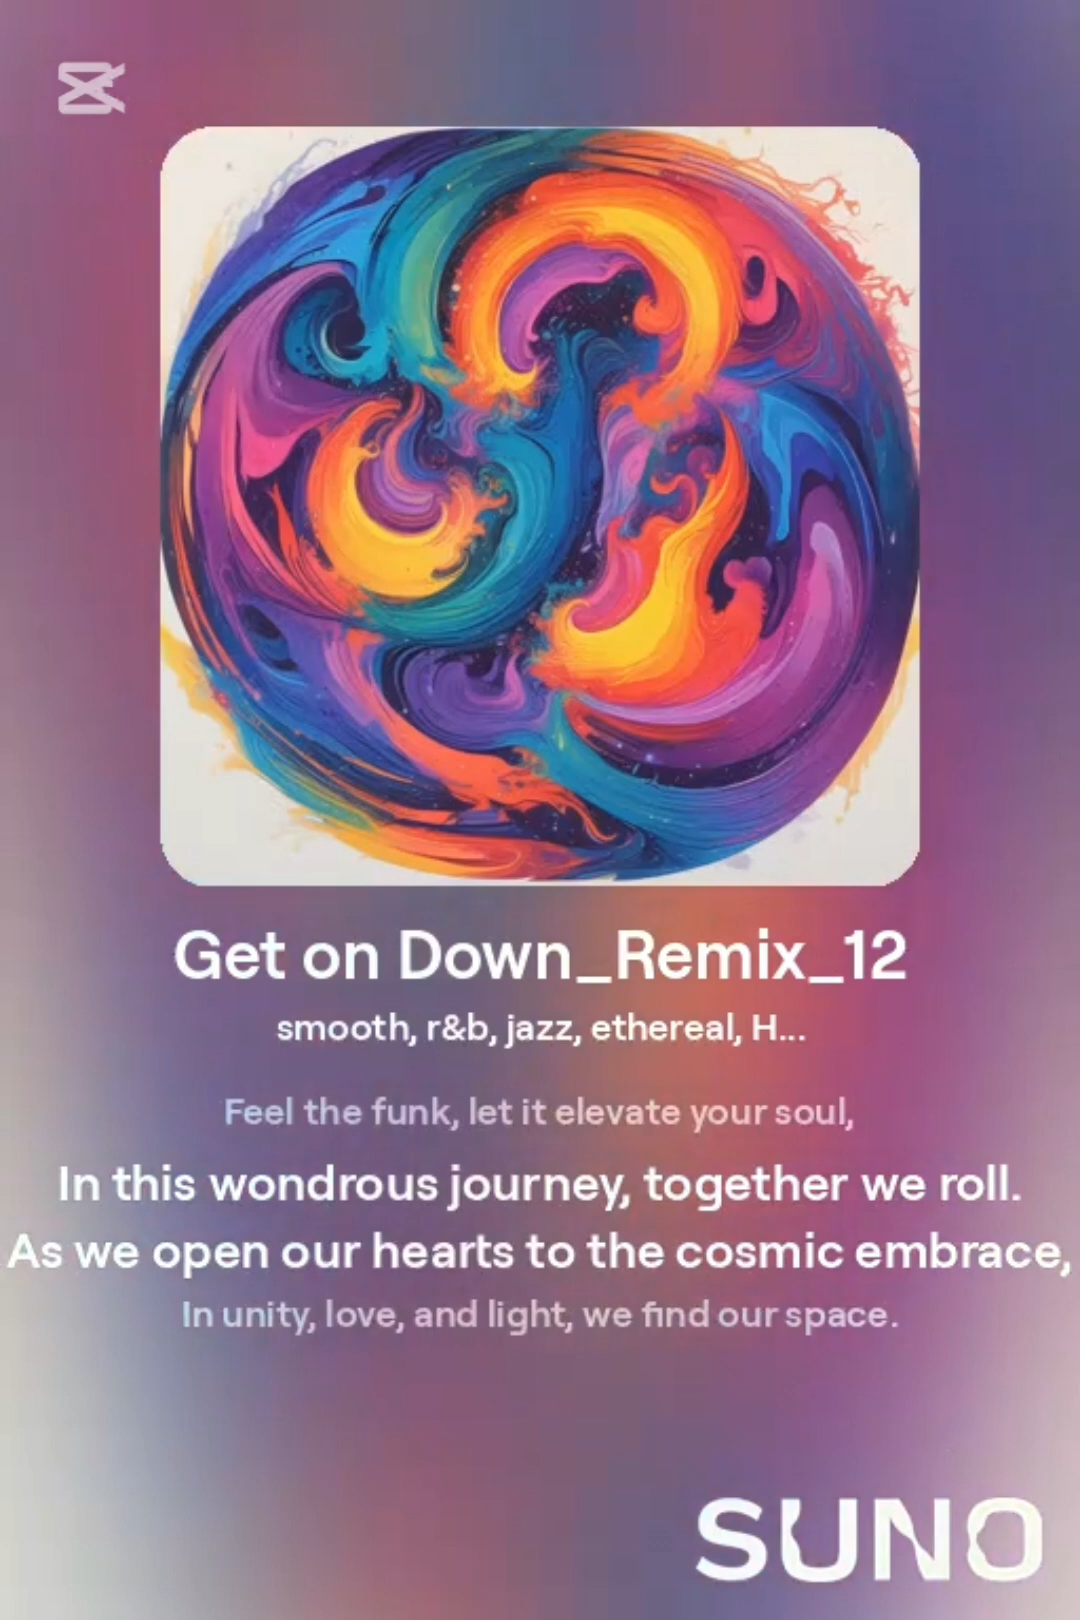 Get on Down_Remix_12
smooth, r&b, jazz, ethereal, H...
Feel the funk, let it elevate your soul,
In this wondrous journey, together we roll.
As we open our hearts to the cosmic embrace,
In unity, love, and light, we find our space.
SUNO